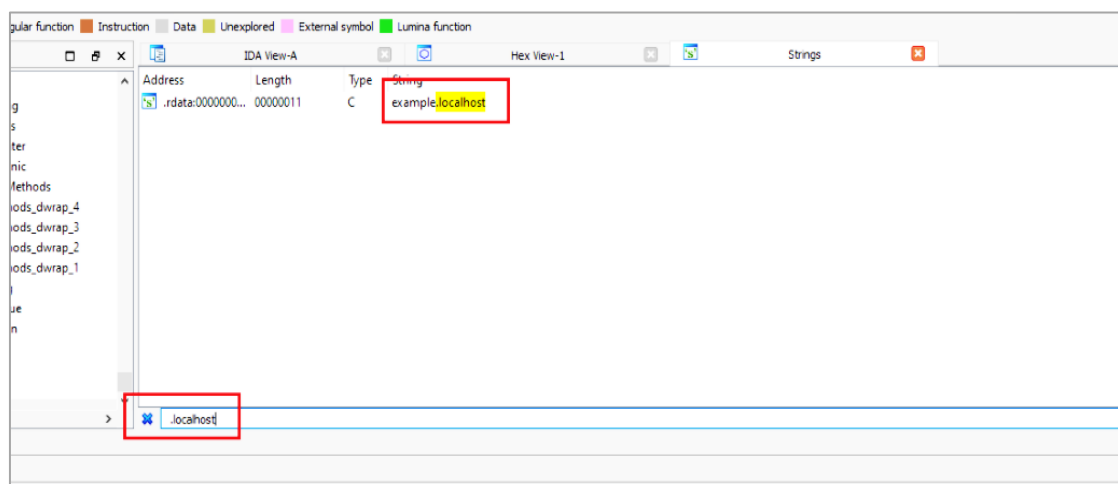 gular function Instruction Data Unexplored External symbol Lumina function
IDA View-A Hex View-1 Strings
Address Length Type String
.rdata:0000000... 00000011 C example.localhost
g
s
ter
nic
Methods
ods_dwrap_4
ods_dwrap_3
ods_dwrap_2
ods_dwrap_1
ue
n
.localhost